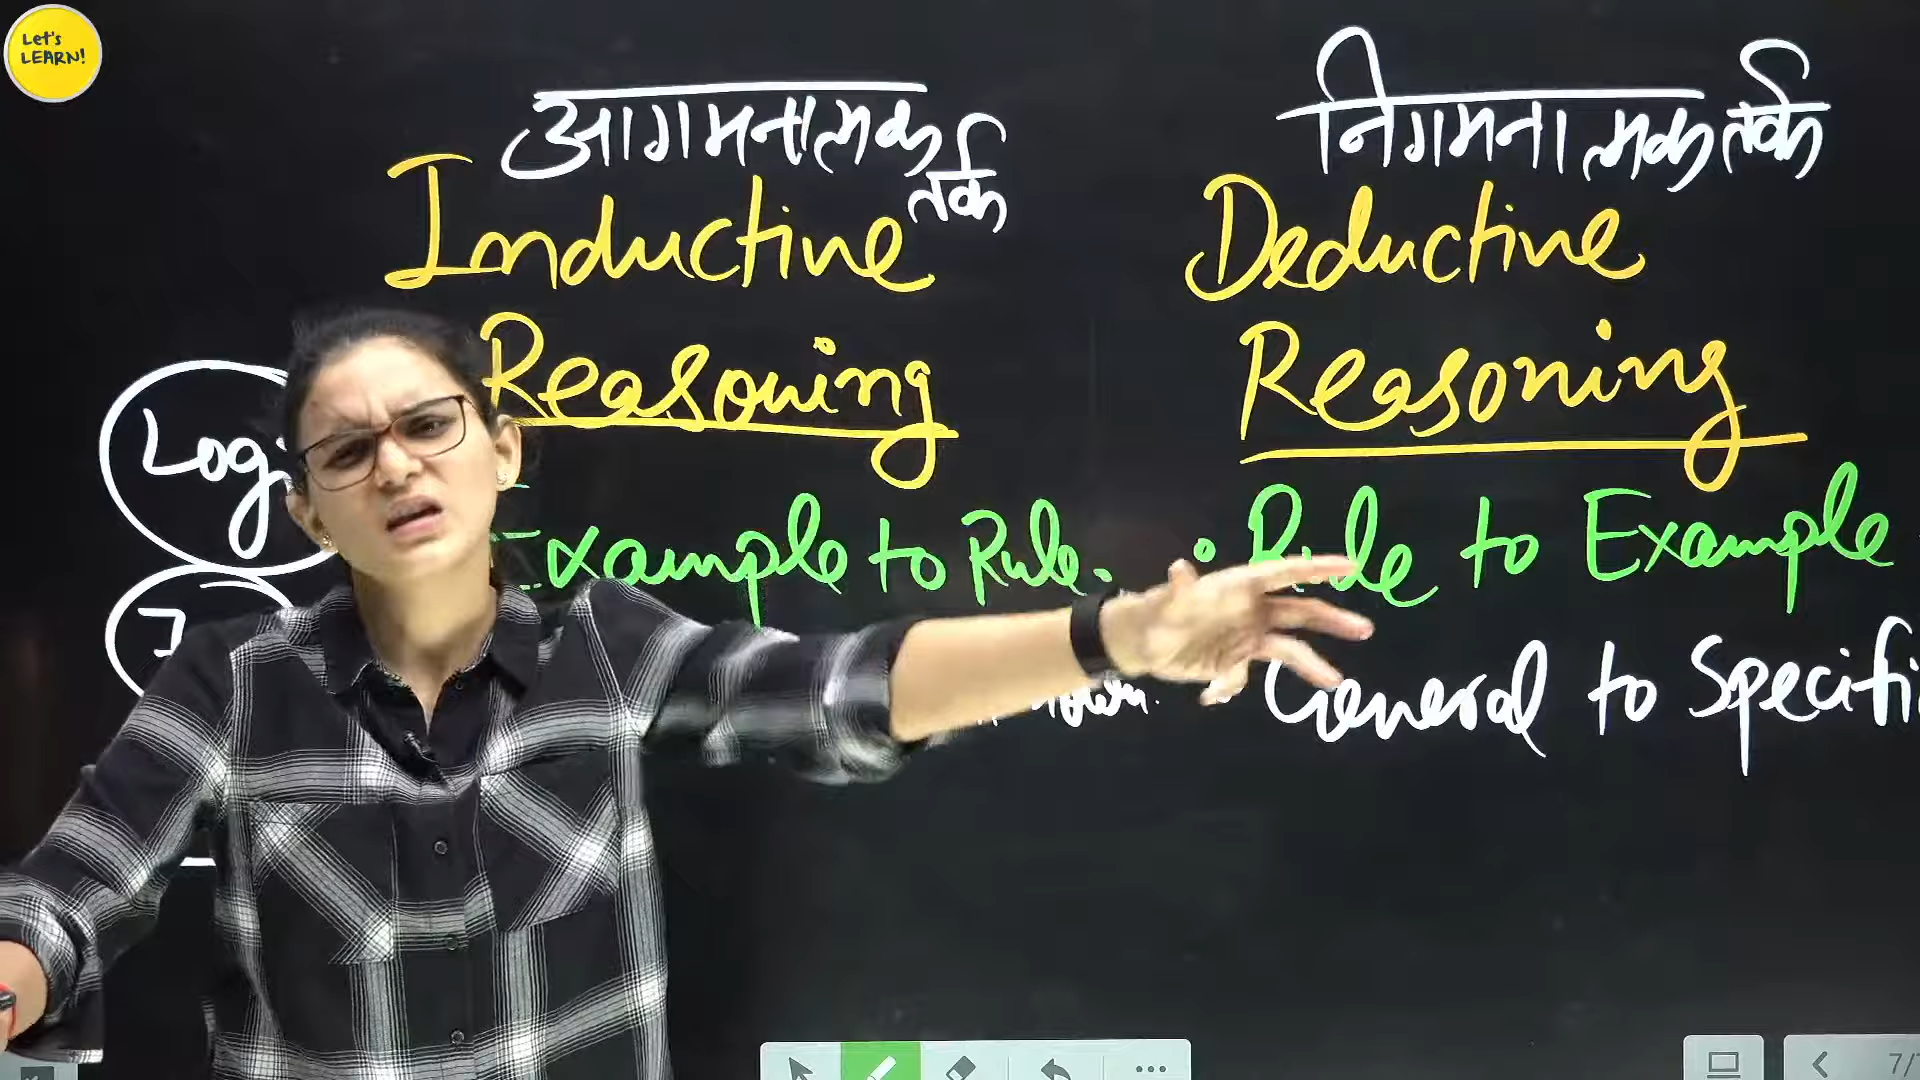 Let's
LEARN!
आगमनात्मक
तर्क
Inductive
Reasoning
Example to Rule.
निगमनात्मक तर्क
Deductive
Reasoning
• Rule to Example
• General to
7/